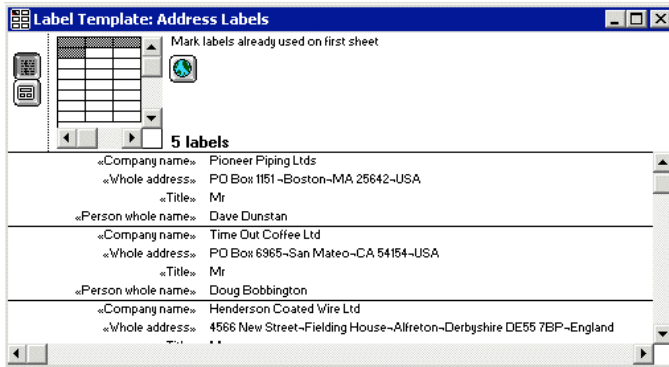 Label Template: Address Labels
Mark labels already used on first sheet
5 labels
«Company name» Pioneer Piping Ltds
«Whole address» PO Box 1151¬Boston¬MA 25642¬USA
«Title» Mr
«Person whole name» Dave Dunstan
«Company name» Time Out Coffee Ltd
«Whole address» PO Box 6965¬San Mateo¬CA 54154¬USA
«Title» Mr
«Person whole name» Doug Bobbington
«Company name» Henderson Coated Wire Ltd
«Whole address» 4566 New Street¬Fielding House¬Alfreton¬Derbyshire DE55 7BP¬England